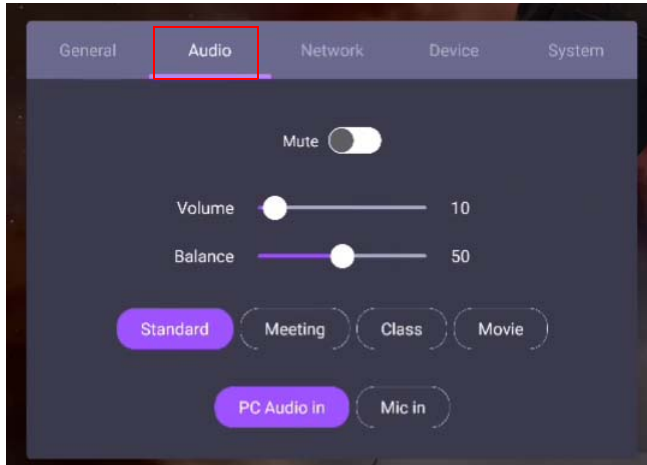 General Audio Network Device System
Mute
Volume 10
Balance 50
Standard Meeting Class Movie
PC Audio in Mic in